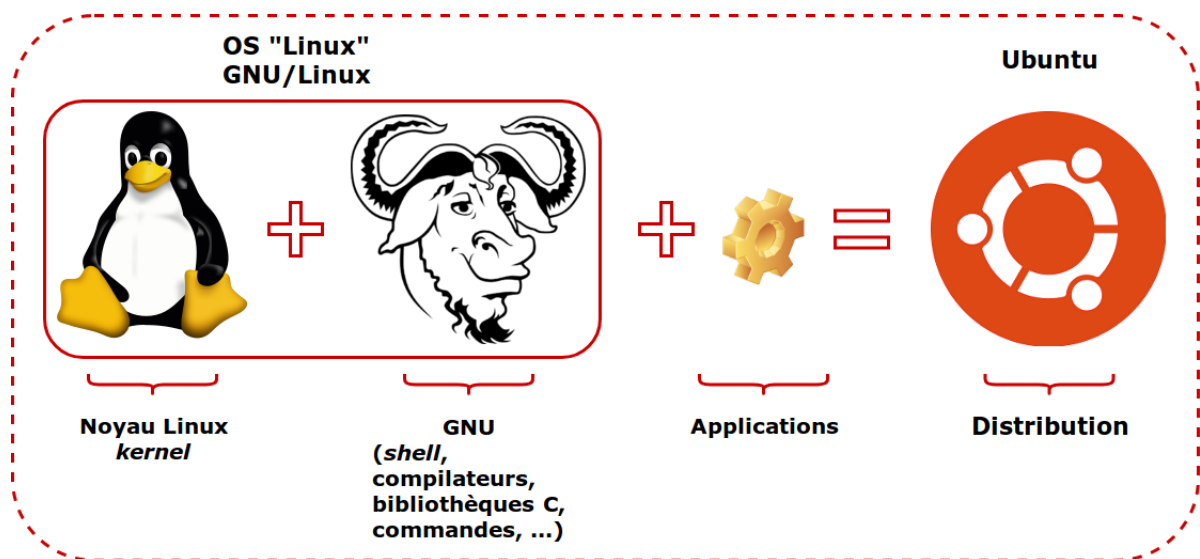 OS "Linux"
GNU/Linux
Ubuntu
Noyau Linux
kernel
GNU
(shell,
compilateurs,
bibliothèques C,
commandes, ...)
Applications
Distribution